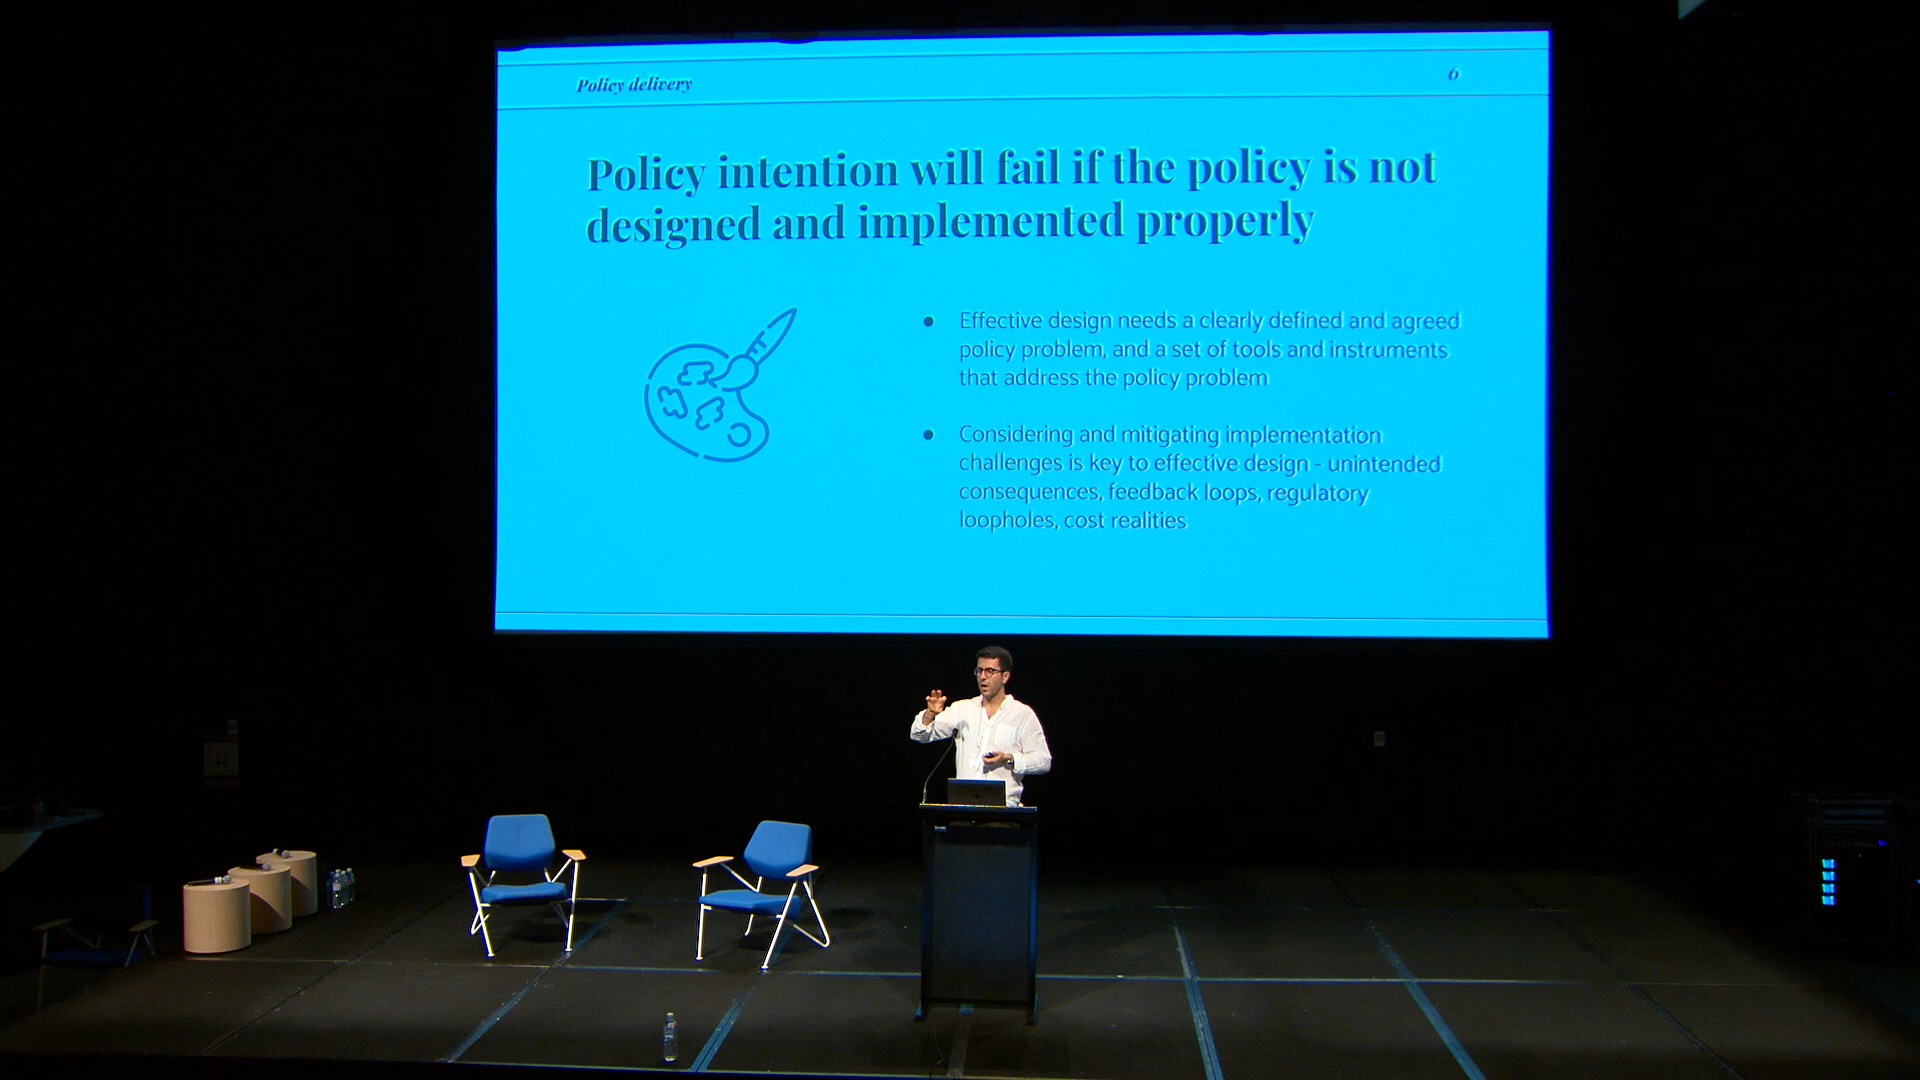 Policy delivery
6
Policy intention will fail if the policy is not
designed and implemented properly
● Effective design needs a clearly defined and agreed
policy problem, and a set of tools and instruments
that address the policy problem
● Considering and mitigating implementation
challenges is key to effective design - unintended
consequences, feedback loops, regulatory
loopholes, cost realities